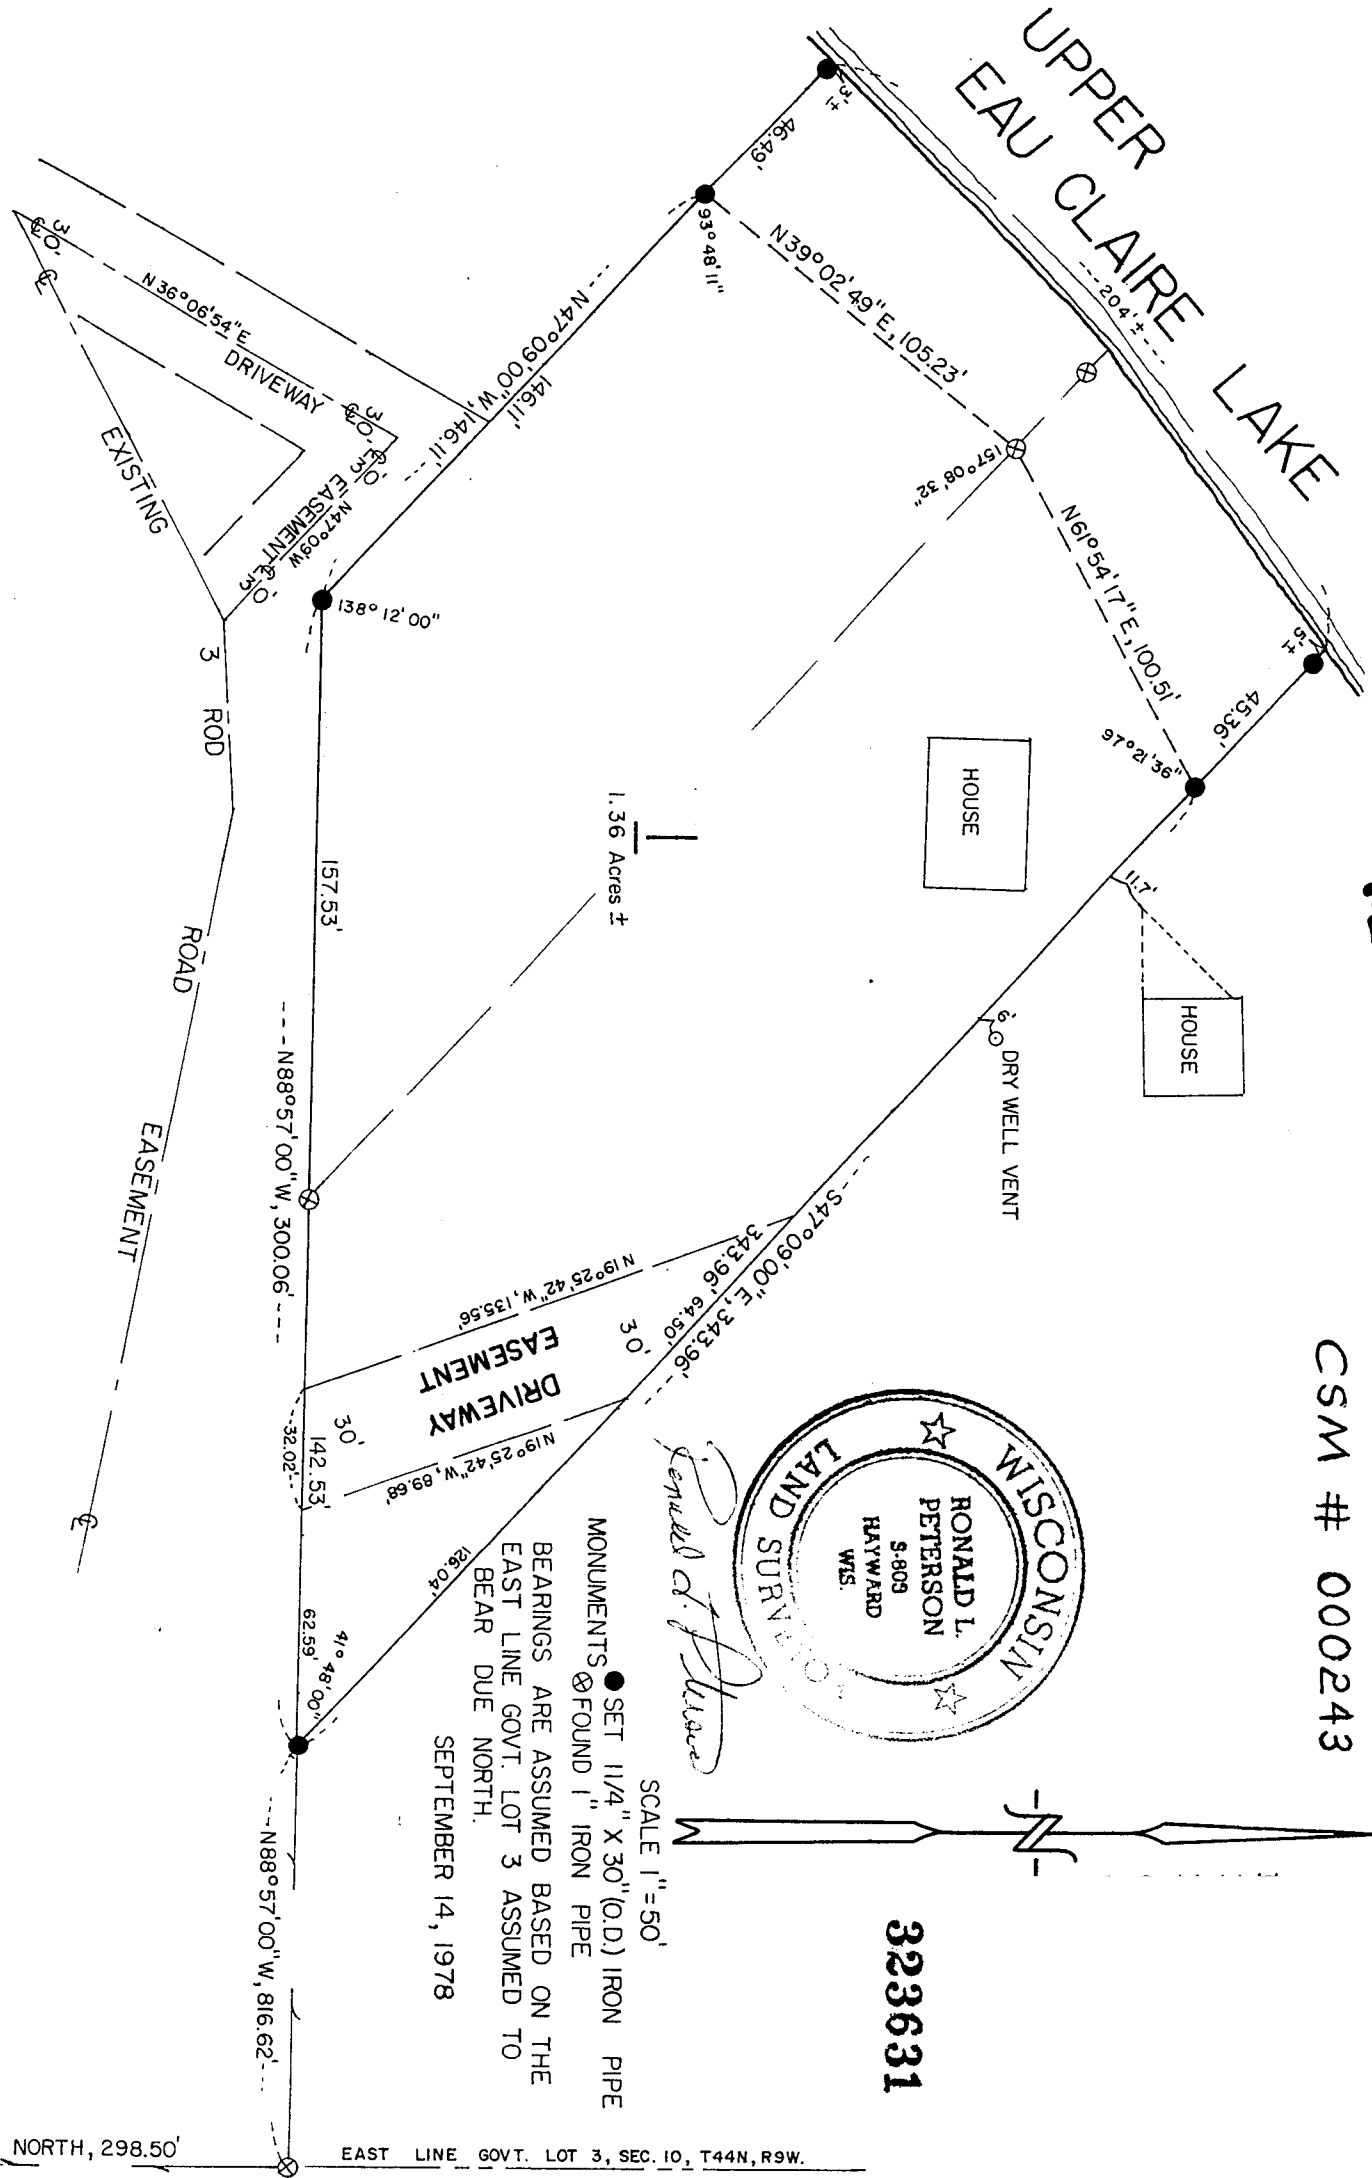 UPPER
EAU CLAIRE LAKE
3'±
46.49'
93°48'11"
N39°02'49"E, 105.23'
--204'±----
157°08'32"
N61°54'17"E, 100.51'
5'±
45.36'
97°21'36"
---N47°09'00"W, 146.11'---
146.11'
30'
℄
℄
N36°06'54"E
DRIVEWAY
30'
℄
30'
℄
EASEMENT
N47°09'W
℄
30'
EXISTING
3 ROD
ROAD
EASEMENT
℄
138°12'00"
157.53'
1
1.36 Acres±
HOUSE
11.7'
HOUSE
6'
DRY WELL VENT
---S47°09'00"E, 343.96'---
343.96'
64.50'
----N88°57'00"W, 300.06'----
N19°25'42"W, 135.56'
30'
DRIVEWAY
EASEMENT
N19°25'42"W, 89.68'
30'
142.53'
--32.02'--
126.04'
62.59'
41°48'00"
---N88°57'00"W, 816.62'---
CSM # 000243
WISCONSIN
LAND SURVEYOR
RONALD L.
PETERSON
S-809
HAYWARD
WIS.
Ronald L. Peterson
N
323631
SCALE 1"=50'
MONUMENTS ● SET 1 1/4" X 30" (O.D.) IRON PIPE
⊗ FOUND 1" IRON PIPE
BEARINGS ARE ASSUMED BASED ON THE
EAST LINE GOVT. LOT 3 ASSUMED TO
BEAR DUE NORTH.
SEPTEMBER 14, 1978
NORTH, 298.50'
EAST LINE GOVT. LOT 3, SEC. 10, T44N, R9W.